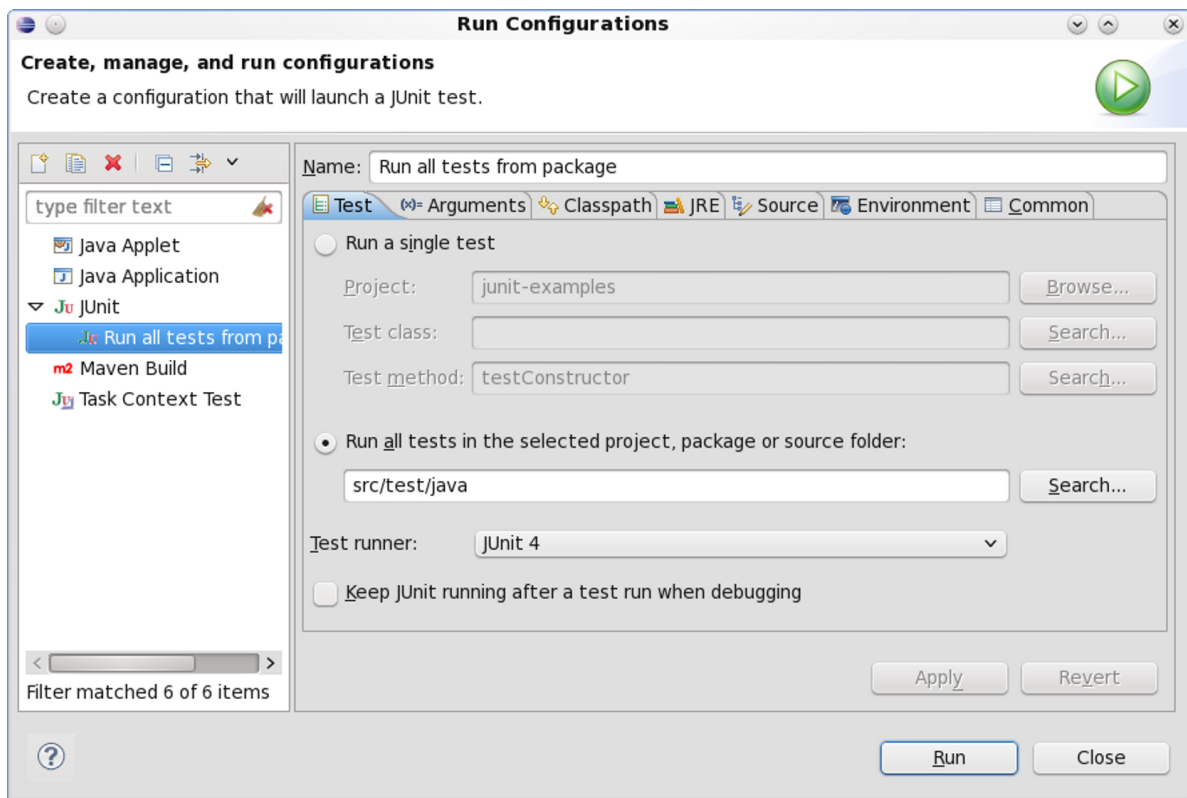 Run Configurations
Create, manage, and run configurations
Create a configuration that will launch a JUnit test.
type filter text
Java Applet
Java Application
Ju JUnit
Ju Run all tests from pa
m2 Maven Build
Ju Task Context Test
Filter matched 6 of 6 items
Name: Run all tests from package
Test (x)= Arguments Classpath JRE Source Environment Common
Run a single test
Project: junit-examples Browse...
Test class: Search...
Test method: testConstructor Search...
Run all tests in the selected project, package or source folder:
src/test/java Search...
Test runner: JUnit 4
Keep JUnit running after a test run when debugging
Apply Revert
? Run Close